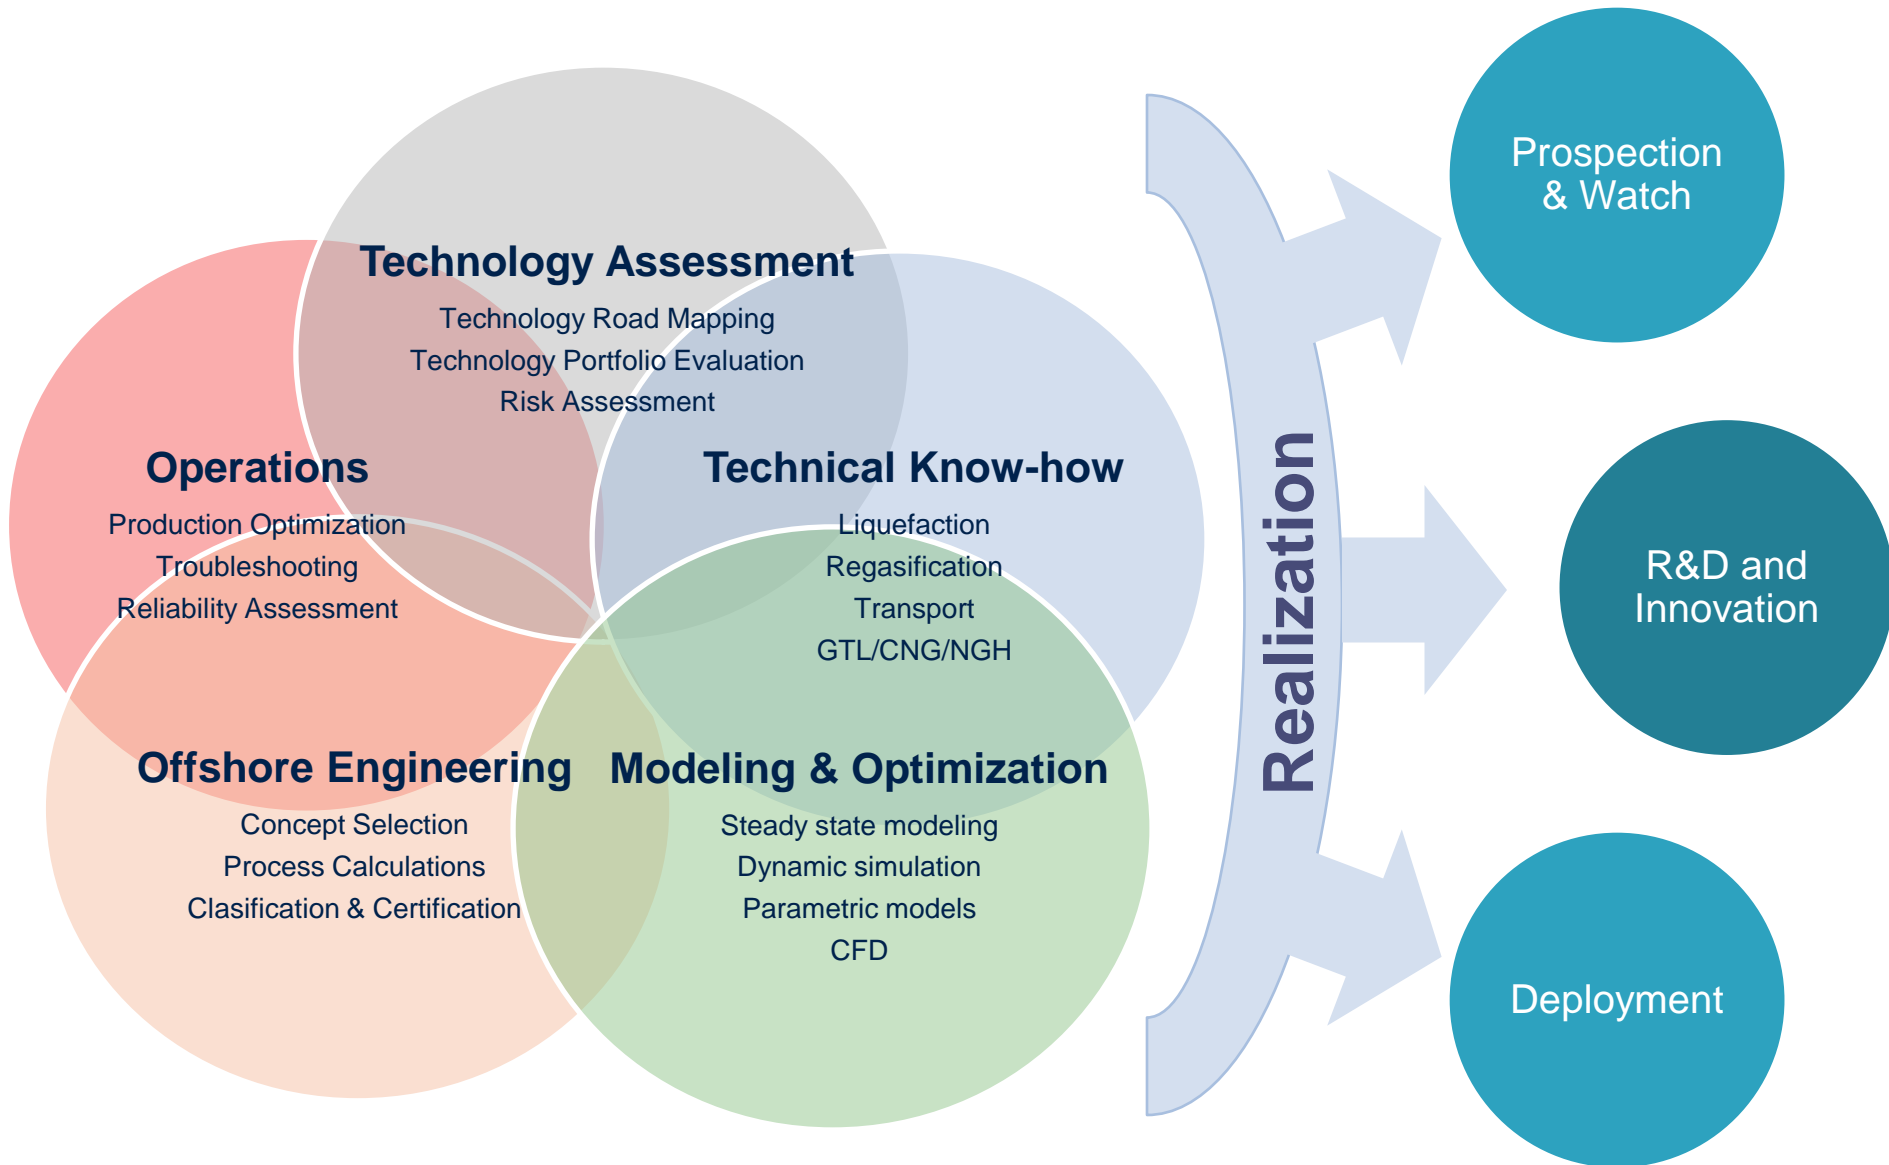 Technology Assessment
Technology Road Mapping
Technology Portfolio Evaluation
Risk Assessment
Operations
Production Optimization
Troubleshooting
Reliability Assessment
Technical Know-how
Liquefaction
Regasification
Transport
GTL/CNG/NGH
Offshore Engineering
Concept Selection
Process Calculations
Clasification & Certification
Modeling & Optimization
Steady state modeling
Dynamic simulation
Parametric models
CFD
Realization
Prospection
& Watch
R&D and
Innovation
Deployment